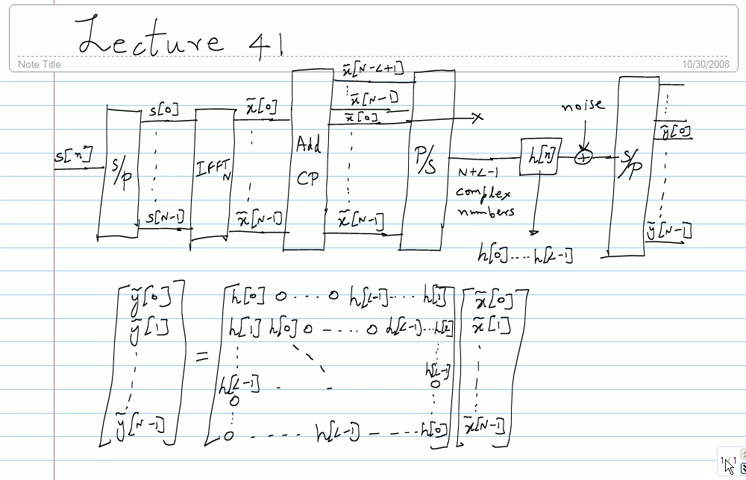 Lecture 41
Note Title
10/30/2008
s[n]
S/P
s[0]
s[N-1]
IFFT N
x̃[0]
x̃[N-1]
Add
CP
x̃[N-L+1]
x̃[N-1]
x̃[0]
x̃[N-1]
P/S
N+L-1
complex
numbers
h[n]
h[0]....h[L-1]
noise
+
S/P
ỹ[0]
ỹ[N-1]
ỹ[0] h[0] 0 ... 0 h[L-1].... h[1] x̃[0]
ỹ[1] h[1] h[0] 0 -... 0 h[L-1]...h[2] x̃[1]
=
h[L-1] h[L-1]
0 0
ỹ[N-1] 0 .... h[L-1] ---- h[0] x̃[N-1]
1/1